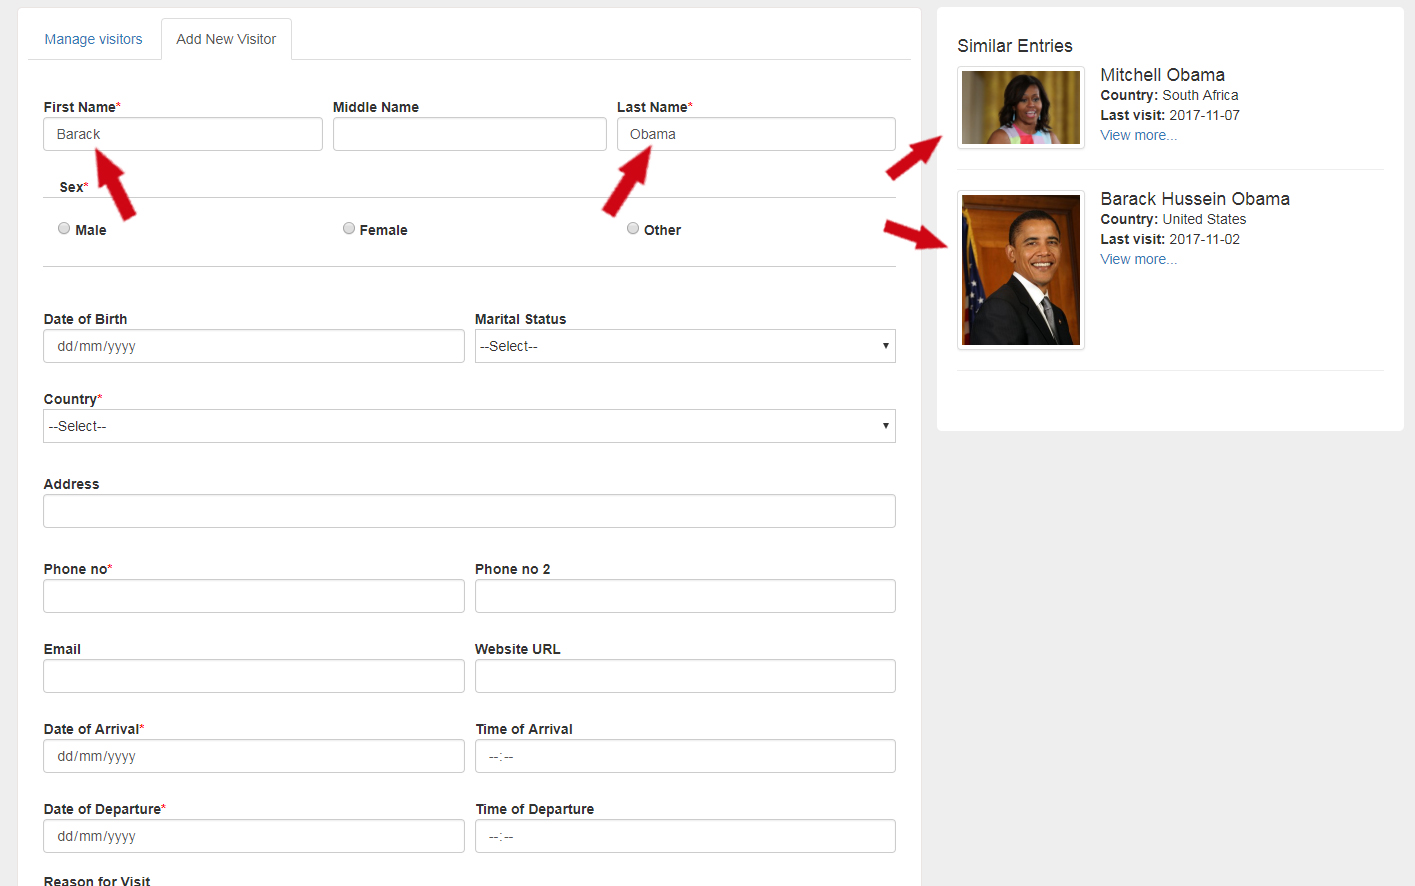 Manage visitors
Add New Visitor
First Name*
Middle Name
Last Name*
Barack
Obama
Sex*
Male
Female
Other
Date of Birth
Marital Status
dd/mm/yyyy
--Select--
Country*
--Select--
Address
Phone no*
Phone no 2
Email
Website URL
Date of Arrival*
Time of Arrival
dd/mm/yyyy
--:--
Date of Departure*
Time of Departure
dd/mm/yyyy
--:--
Reason for Visit
Similar Entries
Mitchell Obama
Country: South Africa
Last visit: 2017-11-07
View more...
Barack Hussein Obama
Country: United States
Last visit: 2017-11-02
View more...